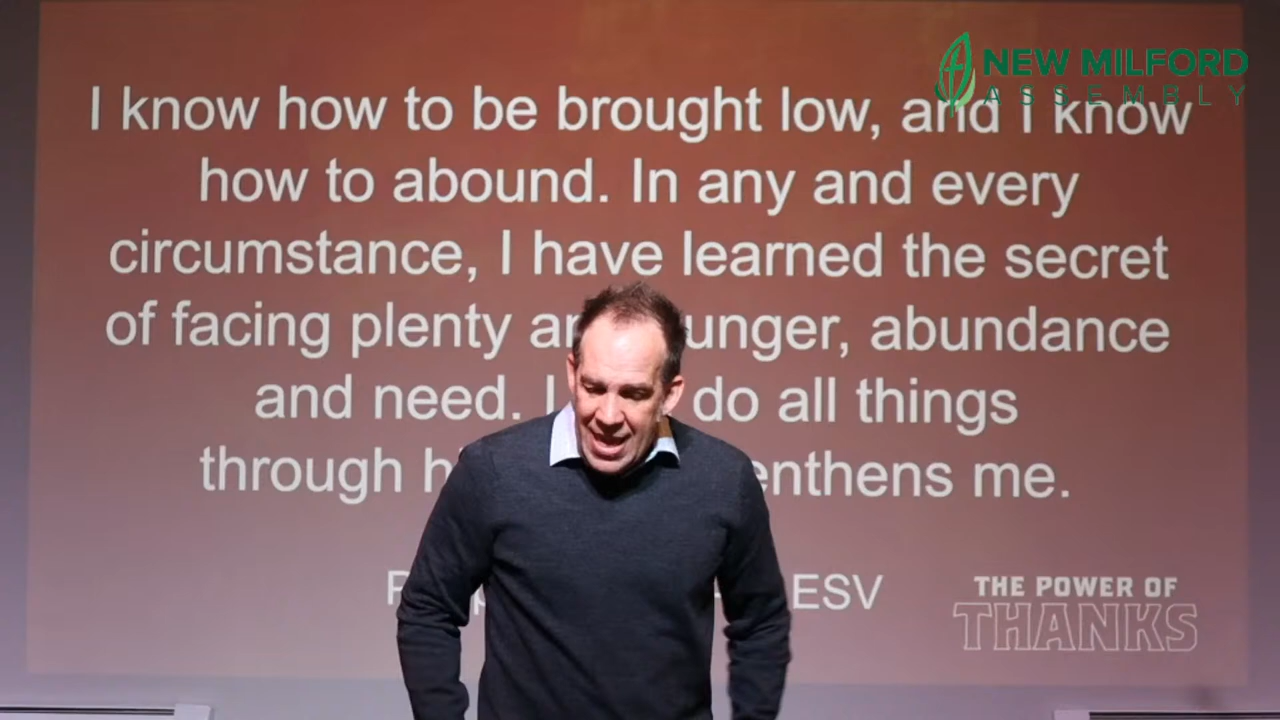 NEW MILFORD
ASSEMBLY
I know how to be brought low, and I know
how to abound. In any and every
circumstance, I have learned the secret
of facing plenty unger, abundance
and need. I do all things
through enthens me.
ESV
THE POWER OF
THANKS